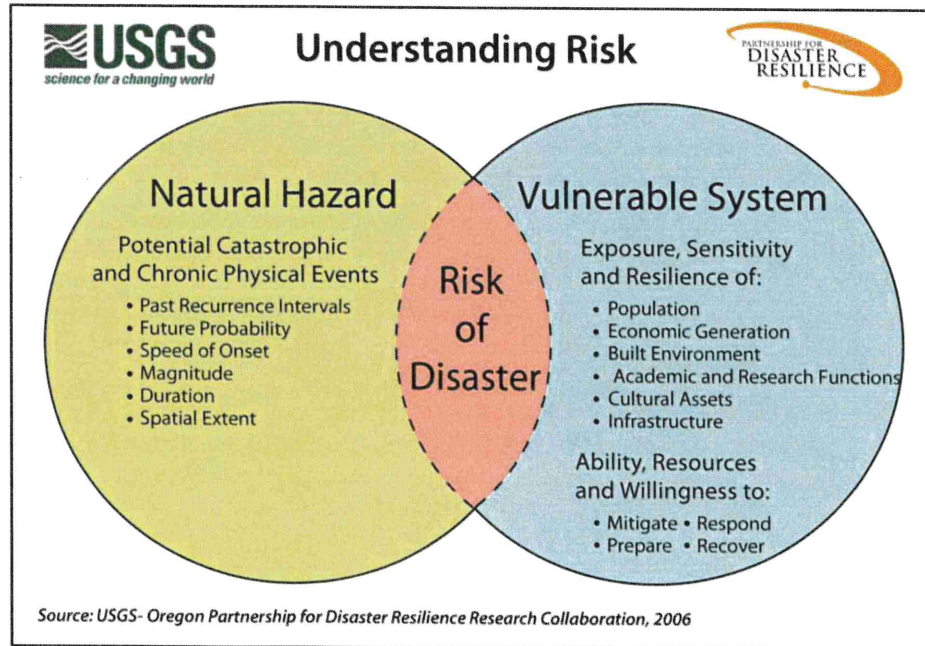 USGS
science for a changing world
Understanding Risk
PARTNERSHIP FOR
DISASTER
RESILIENCE
Natural Hazard
Potential Catastrophic
and Chronic Physical Events
• Past Recurrence Intervals
• Future Probability
• Speed of Onset
• Magnitude
• Duration
• Spatial Extent
Risk
of
Disaster
Vulnerable System
Exposure, Sensitivity
and Resilience of:
• Population
• Economic Generation
• Built Environment
• Academic and Research Functions
• Cultural Assets
• Infrastructure
Ability, Resources
and Willingness to:
• Mitigate • Respond
• Prepare • Recover
Source: USGS- Oregon Partnership for Disaster Resilience Research Collaboration, 2006